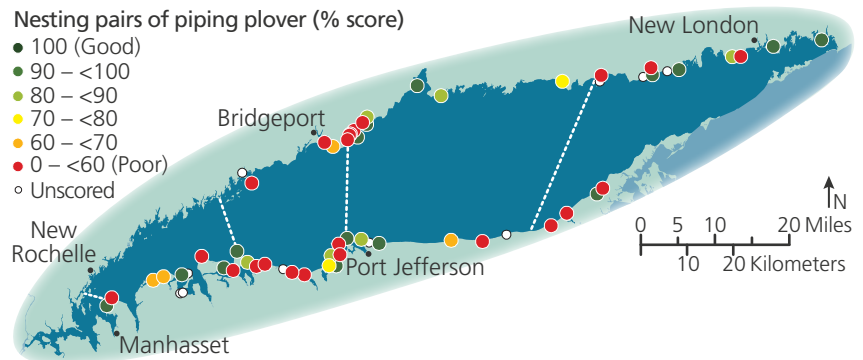 Nesting pairs of piping plover (% score)
100 (Good)
90 – <100
80 – <90
70 – <80
60 – <70
0 – <60 (Poor)
Unscored
New London
Bridgeport
New
Rochelle
Port Jefferson
Manhasset
N
0 5 10 20 Miles
10 20 Kilometers